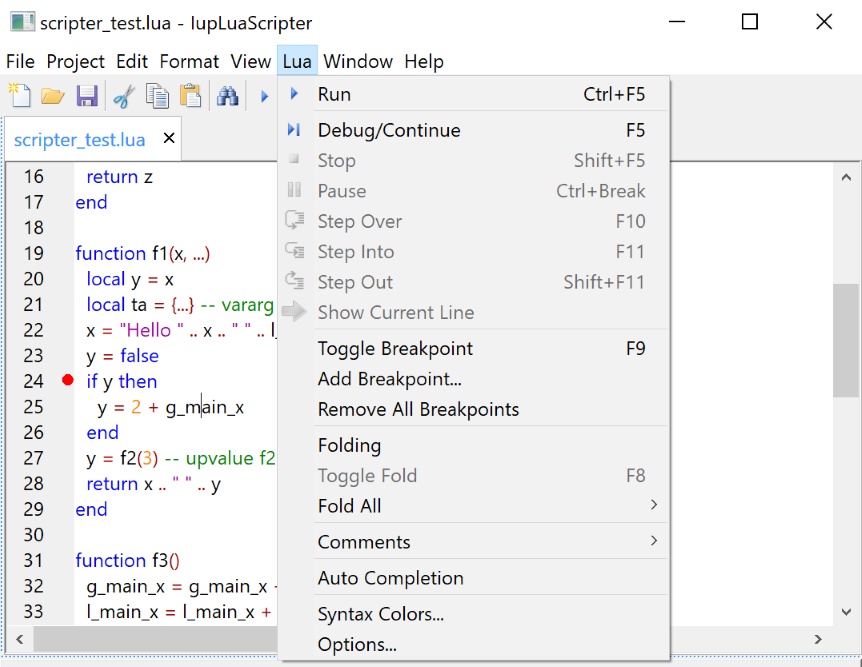 scripter_test.lua - IupLuaScripter
File Project Edit Format View Lua Window Help
scripter_test.lua
16 return z
17 end
18
19 function f1(x, ...)
20 local y = x
21 local ta = {...} -- vararg
22 x = "Hello " .. x .. " " .. l_
23 y = false
24 if y then
25 y = 2 + g_main_x
26 end
27 y = f2(3) -- upvalue f2
28 return x .. " " .. y
29 end
30
31 function f3()
32 g_main_x = g_main_x
33 l_main_x = l_main_x +
Run Ctrl+F5
Debug/Continue F5
Stop Shift+F5
Pause Ctrl+Break
Step Over F10
Step Into F11
Step Out Shift+F11
Show Current Line
Toggle Breakpoint F9
Add Breakpoint...
Remove All Breakpoints
Folding
Toggle Fold F8
Fold All
Comments
Auto Completion
Syntax Colors...
Options...